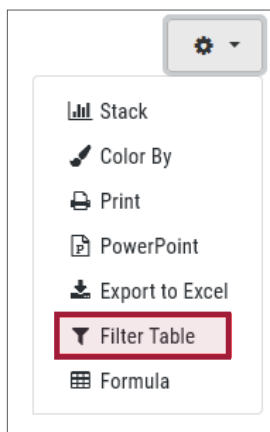 Stack
Color By
Print
PowerPoint
Export to Excel
Filter Table
Formula